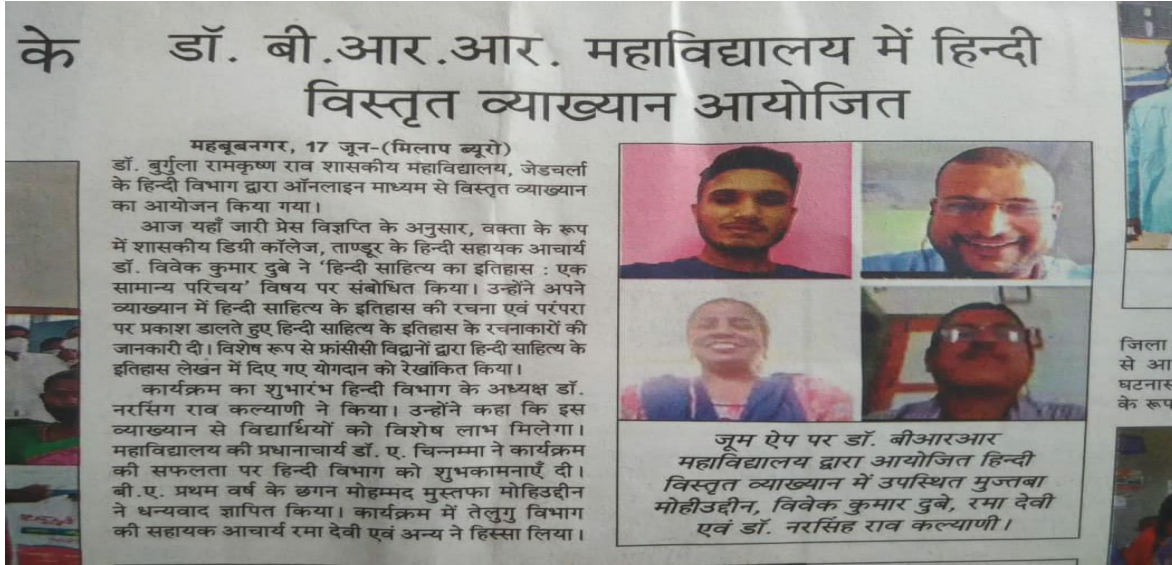 के
डॉ. बी.आर.आर. महाविद्यालय में हिन्दी
विस्तृत व्याख्यान आयोजित
महबूबनगर, 17 जून-(मिलाप ब्यूरो)
डॉ. बुर्गुला रामकृष्ण राव शासकीय महाविद्यालय, जेडचर्ला
के हिन्दी विभाग द्वारा ऑनलाइन माध्यम से विस्तृत व्याख्यान
का आयोजन किया गया।
आज यहाँ जारी प्रेस विज्ञप्ति के अनुसार, वक्ता के रूप
में शासकीय डिग्री कॉलेज, ताण्डूर के हिन्दी सहायक आचार्य
डॉ. विवेक कुमार दुबे ने 'हिन्दी साहित्य का इतिहास : एक
सामान्य परिचय' विषय पर संबोधित किया। उन्होंने अपने
व्याख्यान में हिन्दी साहित्य के इतिहास की रचना एवं परंपरा
पर प्रकाश डालते हुए हिन्दी साहित्य के इतिहास के रचनाकारों की
जानकारी दी। विशेष रूप से फ्रांसीसी विद्वानों द्वारा हिन्दी साहित्य के
इतिहास लेखन में दिए गए योगदान को रेखांकित किया।
कार्यक्रम का शुभारंभ हिन्दी विभाग के अध्यक्ष डॉ.
नरसिंग राव कल्याणी ने किया। उन्होंने कहा कि इस
व्याख्यान से विद्यार्थियों को विशेष लाभ मिलेगा।
महाविद्यालय की प्रधानाचार्य डॉ. ए. चिन्नम्मा ने कार्यक्रम
की सफलता पर हिन्दी विभाग को शुभकामनाएँ दी।
बी.ए. प्रथम वर्ष के छगन मोहम्मद मुस्तफा मोहिउद्दीन
ने धन्यवाद ज्ञापित किया। कार्यक्रम में तेलुगु विभाग
की सहायक आचार्य रमा देवी एवं अन्य ने हिस्सा लिया।
जूम ऐप पर डॉ. बीआरआर
महाविद्यालय द्वारा आयोजित हिन्दी
विस्तृत व्याख्यान में उपस्थित मुज्तबा
मोहीउद्दीन, विवेक कुमार दुबे, रमा देवी
एवं डॉ. नरसिंह राव कल्याणी।
जिला
से आ
घटनास
के रूप